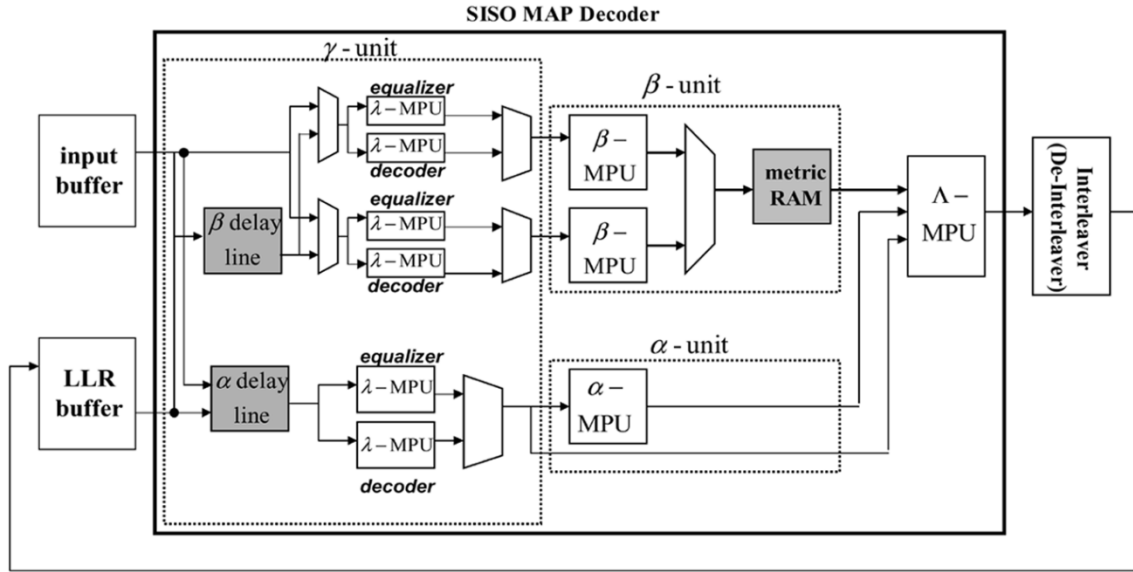 SISO MAP Decoder
γ - unit
equalizer
λ – MPU
λ – MPU
decoder
β - unit
β –
MPU
input
buffer
metric
RAM
Λ –
MPU
Interleaver
(De-Interleaver)
β delay
line
equalizer
λ – MPU
λ – MPU
decoder
β –
MPU
LLR
buffer
α delay
line
equalizer
λ – MPU
λ – MPU
decoder
α - unit
α –
MPU